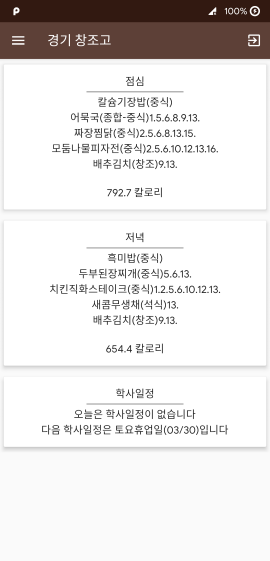 100%
경기 창조고
점심
칼슘기장밥(중식)
어묵국(종합-중식)1.5.6.8.9.13.
짜장찜닭(중식)2.5.6.8.13.15.
모둠나물피자전(중식)2.5.6.10.12.13.16.
배추김치(창조)9.13.
792.7 칼로리
저녁
흑미밥(중식)
두부된장찌개(중식)5.6.13.
치킨직화스테이크(중식)1.2.5.6.10.12.13.
새콤무생채(석식)13.
배추김치(창조)9.13.
654.4 칼로리
학사일정
오늘은 학사일정이 없습니다
다음 학사일정은 토요휴업일(03/30)입니다